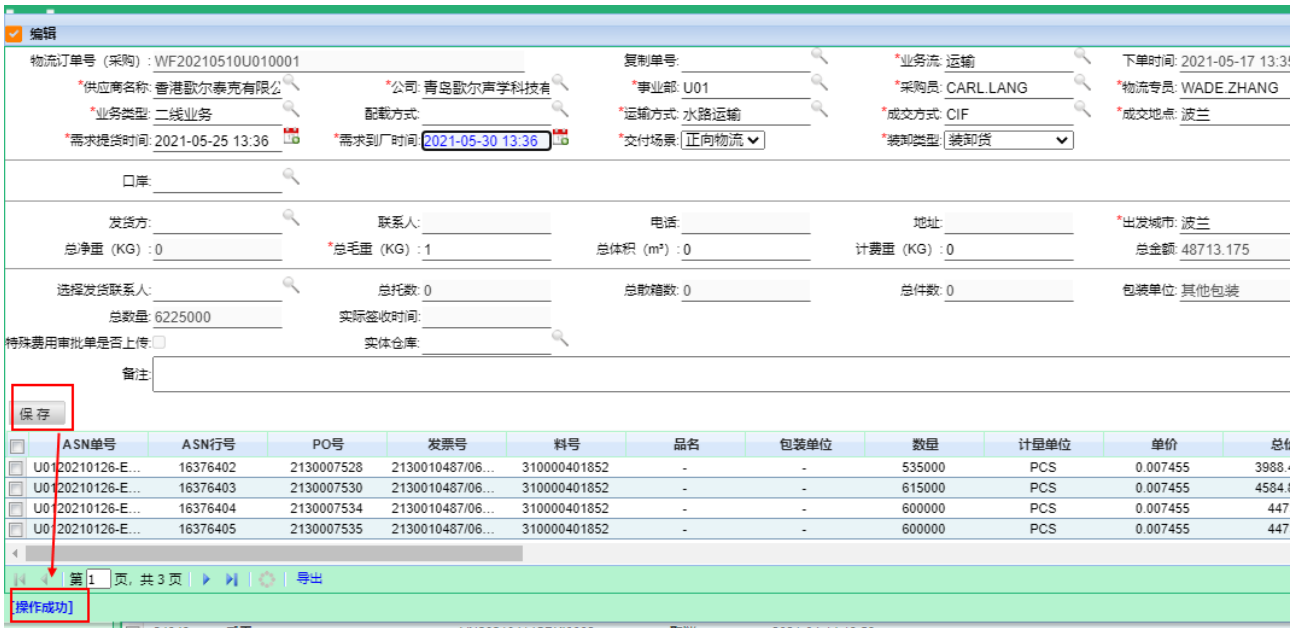 编辑
物流订单号（采购）: WF20210510U010001 复制单号: *业务流: 运输 下单时间: 2021-05-17 13:35
*供应商名称: 香港歌尔泰克有限公 *公司: 青岛歌尔声学科技有 *事业部: U01 *采购员: CARL.LANG *物流专员: WADE.ZHANG
*业务类型: 二线业务 配载方式: *运输方式: 水路运输 *成交方式: CIF *成交地点: 波兰
*需求提货时间: 2021-05-25 13:36 *需求到厂时间: 2021-05-30 13:36 *交付场景: 正向物流 *装卸类型: 装卸货
口岸:
发货方: 联系人: 电话: 地址: *出发城市: 波兰
总净重（KG）: 0 *总毛重（KG）: 1 总体积（m³）: 0 计费重（KG）: 0 总金额: 48713.175
选择发货联系人: 总托数: 0 总散箱数: 0 总件数: 0 包装单位: 其他包装
总数量: 6225000 实际签收时间:
特殊费用审批单是否上传: 实体仓库:
备注:
保存
ASN单号 ASN行号 PO号 发票号 料号 品名 包装单位 数量 计量单位 单价 总
U0120210126-E... 16376402 2130007528 2130010487/06... 310000401852 - - 535000 PCS 0.007455 3988.4
U0120210126-E... 16376403 2130007530 2130010487/06... 310000401852 - - 615000 PCS 0.007455 4584.8
U0120210126-E... 16376404 2130007534 2130010487/06... 310000401852 - - 600000 PCS 0.007455 447
U0120210126-E... 16376405 2130007535 2130010487/06... 310000401852 - - 600000 PCS 0.007455 447
第 1 页, 共 3 页 导出
[操作成功]